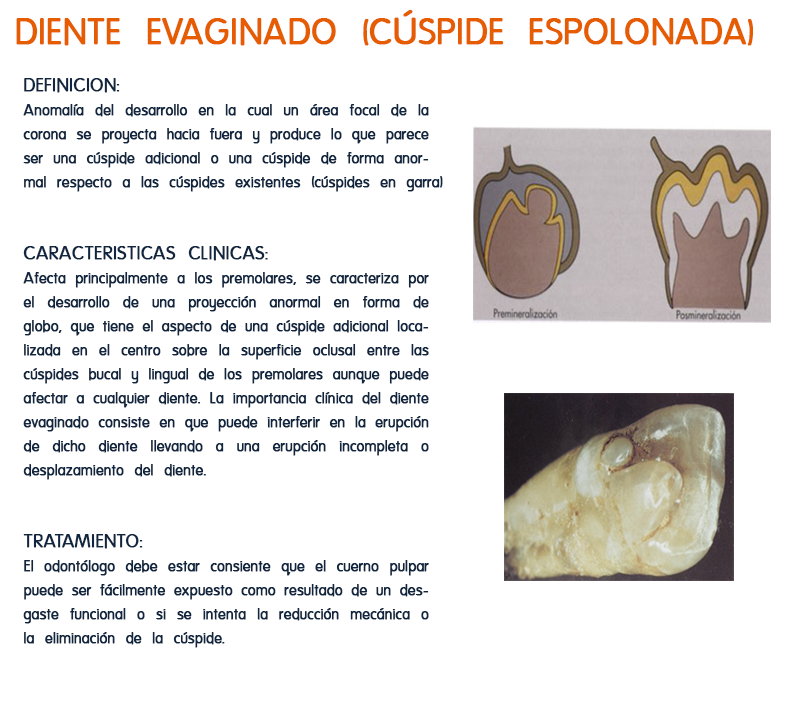 DIENTE EVAGINADO (CÚSPIDE ESPOLONADA)
DEFINICION:
Anomalía del desarrollo en la cual un área focal de la
corona se proyecta hacia fuera y produce lo que parece
ser una cúspide adicional o una cúspide de forma anor-
mal respecto a las cúspides existentes (cúspides en garra)
CARACTERISTICAS CLINICAS:
Afecta principalmente a los premolares, se caracteriza por
el desarrollo de una proyección anormal en forma de
globo, que tiene el aspecto de una cúspide adicional loca-
lizada en el centro sobre la superficie oclusal entre las
cúspides bucal y lingual de los premolares aunque puede
afectar a cualquier diente. La importancia clínica del diente
evaginado consiste en que puede interferir en la erupción
de dicho diente llevando a una erupción incompleta o
desplazamiento del diente.
TRATAMIENTO:
El odontólogo debe estar consiente que el cuerno pulpar
puede ser fácilmente expuesto como resultado de un des-
gaste funcional o si se intenta la reducción mecánica o
la eliminación de la cúspide.
Premineralización
Posmineralización